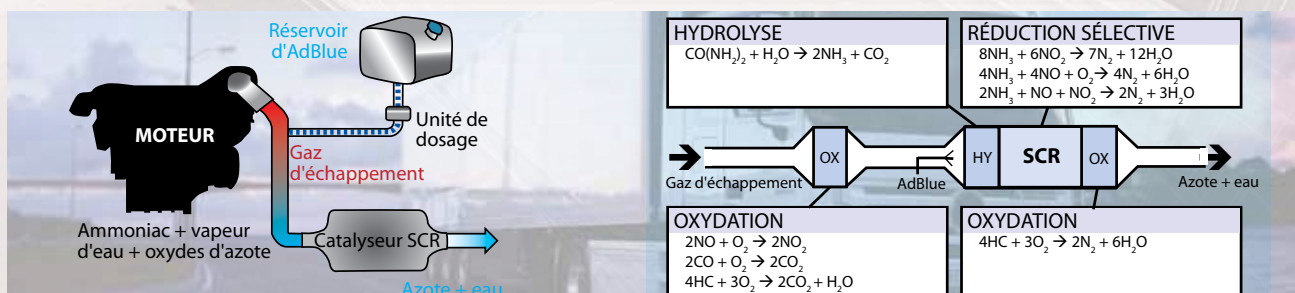 Réservoir
d'AdBlue
MOTEUR
Unité de
dosage
Gaz
d'échappement
Ammoniac + vapeur
d'eau + oxydes d'azote
Catalyseur SCR
Azote + eau
HYDROLYSE
CO(NH₂)₂ + H₂O → 2NH₃ + CO₂
RÉDUCTION SÉLECTIVE
8NH₃ + 6NO₂ → 7N₂ + 12H₂O
4NH₃ + 4NO + O₂ → 4N₂ + 6H₂O
2NH₃ + NO + NO₂ → 2N₂ + 3H₂O
Gaz d'échappement
OX
AdBlue
HY
SCR
OX
Azote + eau
OXYDATION
2NO + O₂ → 2NO₂
2CO + O₂ → 2CO₂
4HC + 3O₂ → 2CO₂ + H₂O
OXYDATION
4HC + 3O₂ → 2N₂ + 6H₂O